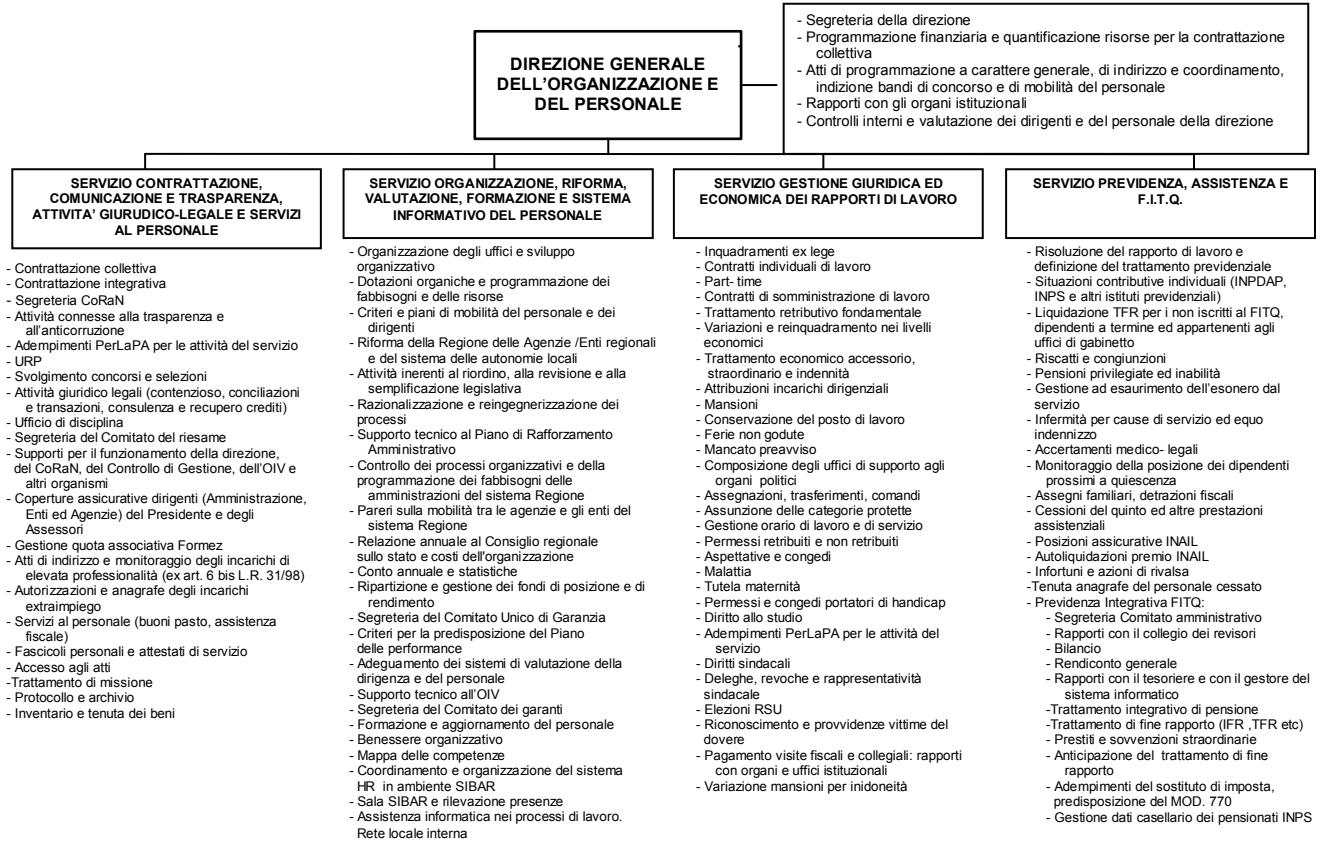 DIREZIONE GENERALE
DELL'ORGANIZZAZIONE E
DEL PERSONALE
- Segreteria della direzione
- Programmazione finanziaria e quantificazione risorse per la contrattazione
collettiva
- Atti di programmazione a carattere generale, di indirizzo e coordinamento,
indizione bandi di concorso e di mobilità del personale
- Rapporti con gli organi istituzionali
- Controlli interni e valutazione dei dirigenti e del personale della direzione
SERVIZIO CONTRATTAZIONE,
COMUNICAZIONE E TRASPARENZA,
ATTIVITA' GIURUDICO-LEGALE E SERVIZI
AL PERSONALE
- Contrattazione collettiva
- Contrattazione integrativa
- Segreteria CoRaN
- Attività connesse alla trasparenza e
all'anticorruzione
- Adempimenti PerLaPA per le attività del servizio
- URP
- Svolgimento concorsi e selezioni
- Attività giuridico legali (contenzioso, conciliazioni
e transazioni, consulenza e recupero crediti)
- Ufficio di disciplina
- Segreteria del Comitato del riesame
- Supporti per il funzionamento della direzione,
del CoRaN, del Controllo di Gestione, dell'OIV e
altri organismi
- Coperture assicurative dirigenti (Amministrazione,
Enti ed Agenzie) del Presidente e degli
Assessori
- Gestione quota associativa Formez
- Atti di indirizzo e monitoraggio degli incarichi di
elevata professionalità (ex art. 6 bis L.R. 31/98)
- Autorizzazioni e anagrafe degli incarichi
extraimpiego
- Servizi al personale (buoni pasto, assistenza
fiscale)
- Fascicoli personali e attestati di servizio
- Accesso agli atti
-Trattamento di missione
- Protocollo e archivio
- Inventario e tenuta dei beni
SERVIZIO ORGANIZZAZIONE, RIFORMA,
VALUTAZIONE, FORMAZIONE E SISTEMA
INFORMATIVO DEL PERSONALE
- Organizzazione degli uffici e sviluppo
organizzativo
- Dotazioni organiche e programmazione dei
fabbisogni e delle risorse
- Criteri e piani di mobilità del personale e dei
dirigenti
- Riforma della Regione delle Agenzie /Enti regionali
e del sistema delle autonomie locali
- Attività inerenti al riordino, alla revisione e alla
semplificazione legislativa
- Razionalizzazione e reingegnerizzazione dei
processi
- Supporto tecnico al Piano di Rafforzamento
Amministrativo
- Controllo dei processi organizzativi e della
programmazione dei fabbisogni delle
amministrazioni del sistema Regione
- Pareri sulla mobilità tra le agenzie e gli enti del
sistema Regione
- Relazione annuale al Consiglio regionale
sullo stato e costi dell'organizzazione
- Conto annuale e statistiche
- Ripartizione e gestione dei fondi di posizione e di
rendimento
- Segreteria del Comitato Unico di Garanzia
- Criteri per la predisposizione del Piano
delle performance
- Adeguamento dei sistemi di valutazione della
dirigenza e del personale
- Supporto tecnico all'OIV
- Segreteria del Comitato dei garanti
- Formazione e aggiornamento del personale
- Benessere organizzativo
- Mappa delle competenze
- Coordinamento e organizzazione del sistema
HR in ambiente SIBAR
- Sala SIBAR e rilevazione presenze
- Assistenza informatica nei processi di lavoro.
Rete locale interna
SERVIZIO GESTIONE GIURIDICA ED
ECONOMICA DEI RAPPORTI DI LAVORO
- Inquadramenti ex lege
- Contratti individuali di lavoro
- Part- time
- Contratti di somministrazione di lavoro
- Trattamento retributivo fondamentale
- Variazioni e reinquadramento nei livelli
economici
- Trattamento economico accessorio,
straordinario e indennità
- Attribuzioni incarichi dirigenziali
- Mansioni
- Conservazione del posto di lavoro
- Ferie non godute
- Mancato preavviso
- Composizione degli uffici di supporto agli
organi politici
- Assegnazioni, trasferimenti, comandi
- Assunzione delle categorie protette
- Gestione orario di lavoro e di servizio
- Permessi retribuiti e non retribuiti
- Aspettative e congedi
- Malattia
- Tutela maternità
- Permessi e congedi portatori di handicap
- Diritto allo studio
- Adempimenti PerLaPA per le attività del
servizio
- Diritti sindacali
- Deleghe, revoche e rappresentatività
sindacale
- Elezioni RSU
- Riconoscimento e provvidenze vittime del
dovere
- Pagamento visite fiscali e collegiali: rapporti
con organi e uffici istituzionali
- Variazione mansioni per inidoneità
SERVIZIO PREVIDENZA, ASSISTENZA E
F.I.T.Q.
- Risoluzione del rapporto di lavoro e
definizione del trattamento previdenziale
- Situazioni contributive individuali (INPDAP,
INPS e altri istituti previdenziali)
- Liquidazione TFR per i non iscritti al FITQ,
dipendenti a termine ed appartenenti agli
uffici di gabinetto
- Riscatti e congiunzioni
- Pensioni privilegiate ed inabilità
- Gestione ad esaurimento dell'esonero dal
servizio
- Infermità per cause di servizio ed equo
indennizzo
- Accertamenti medico- legali
- Monitoraggio della posizione dei dipendenti
prossimi a quiescenza
- Assegni familiari, detrazioni fiscali
- Cessioni del quinto ed altre prestazioni
assistenziali
- Posizioni assicurative INAIL
- Autoliquidazioni premio INAIL
- Infortuni e azioni di rivalsa
-Tenuta anagrafe del personale cessato
- Previdenza Integrativa FITQ:
- Segreteria Comitato amministrativo
- Rapporti con il collegio dei revisori
- Bilancio
- Rendiconto generale
- Rapporti con il tesoriere e con il gestore del
sistema informatico
-Trattamento integrativo di pensione
-Trattamento di fine rapporto (IFR ,TFR etc)
- Prestiti e sovvenzioni straordinarie
- Anticipazione del trattamento di fine
rapporto
- Adempimenti del sostituto di imposta,
predisposizione del MOD. 770
- Gestione dati casellario dei pensionati INPS